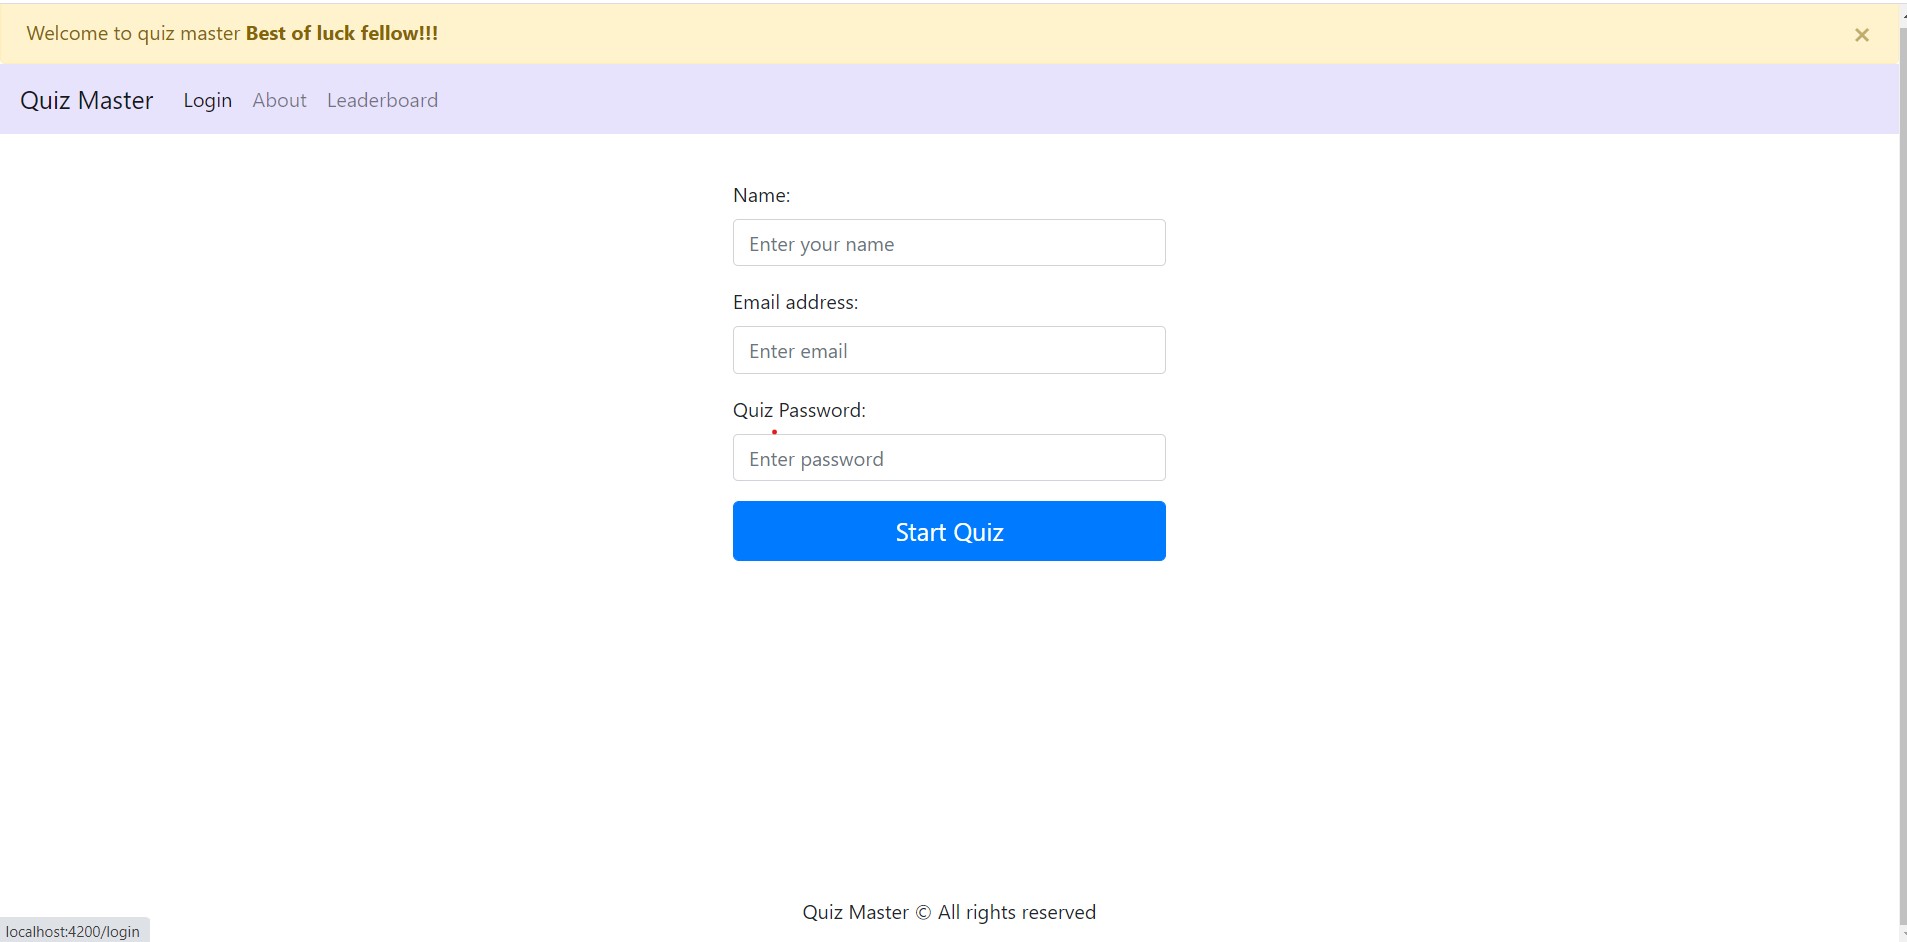 Welcome to quiz master Best of luck fellow!!! ×
Quiz Master Login About Leaderboard
Name:
Enter your name
Email address:
Enter email
Quiz Password:
Enter password
Start Quiz
Quiz Master © All rights reserved
localhost:4200/login